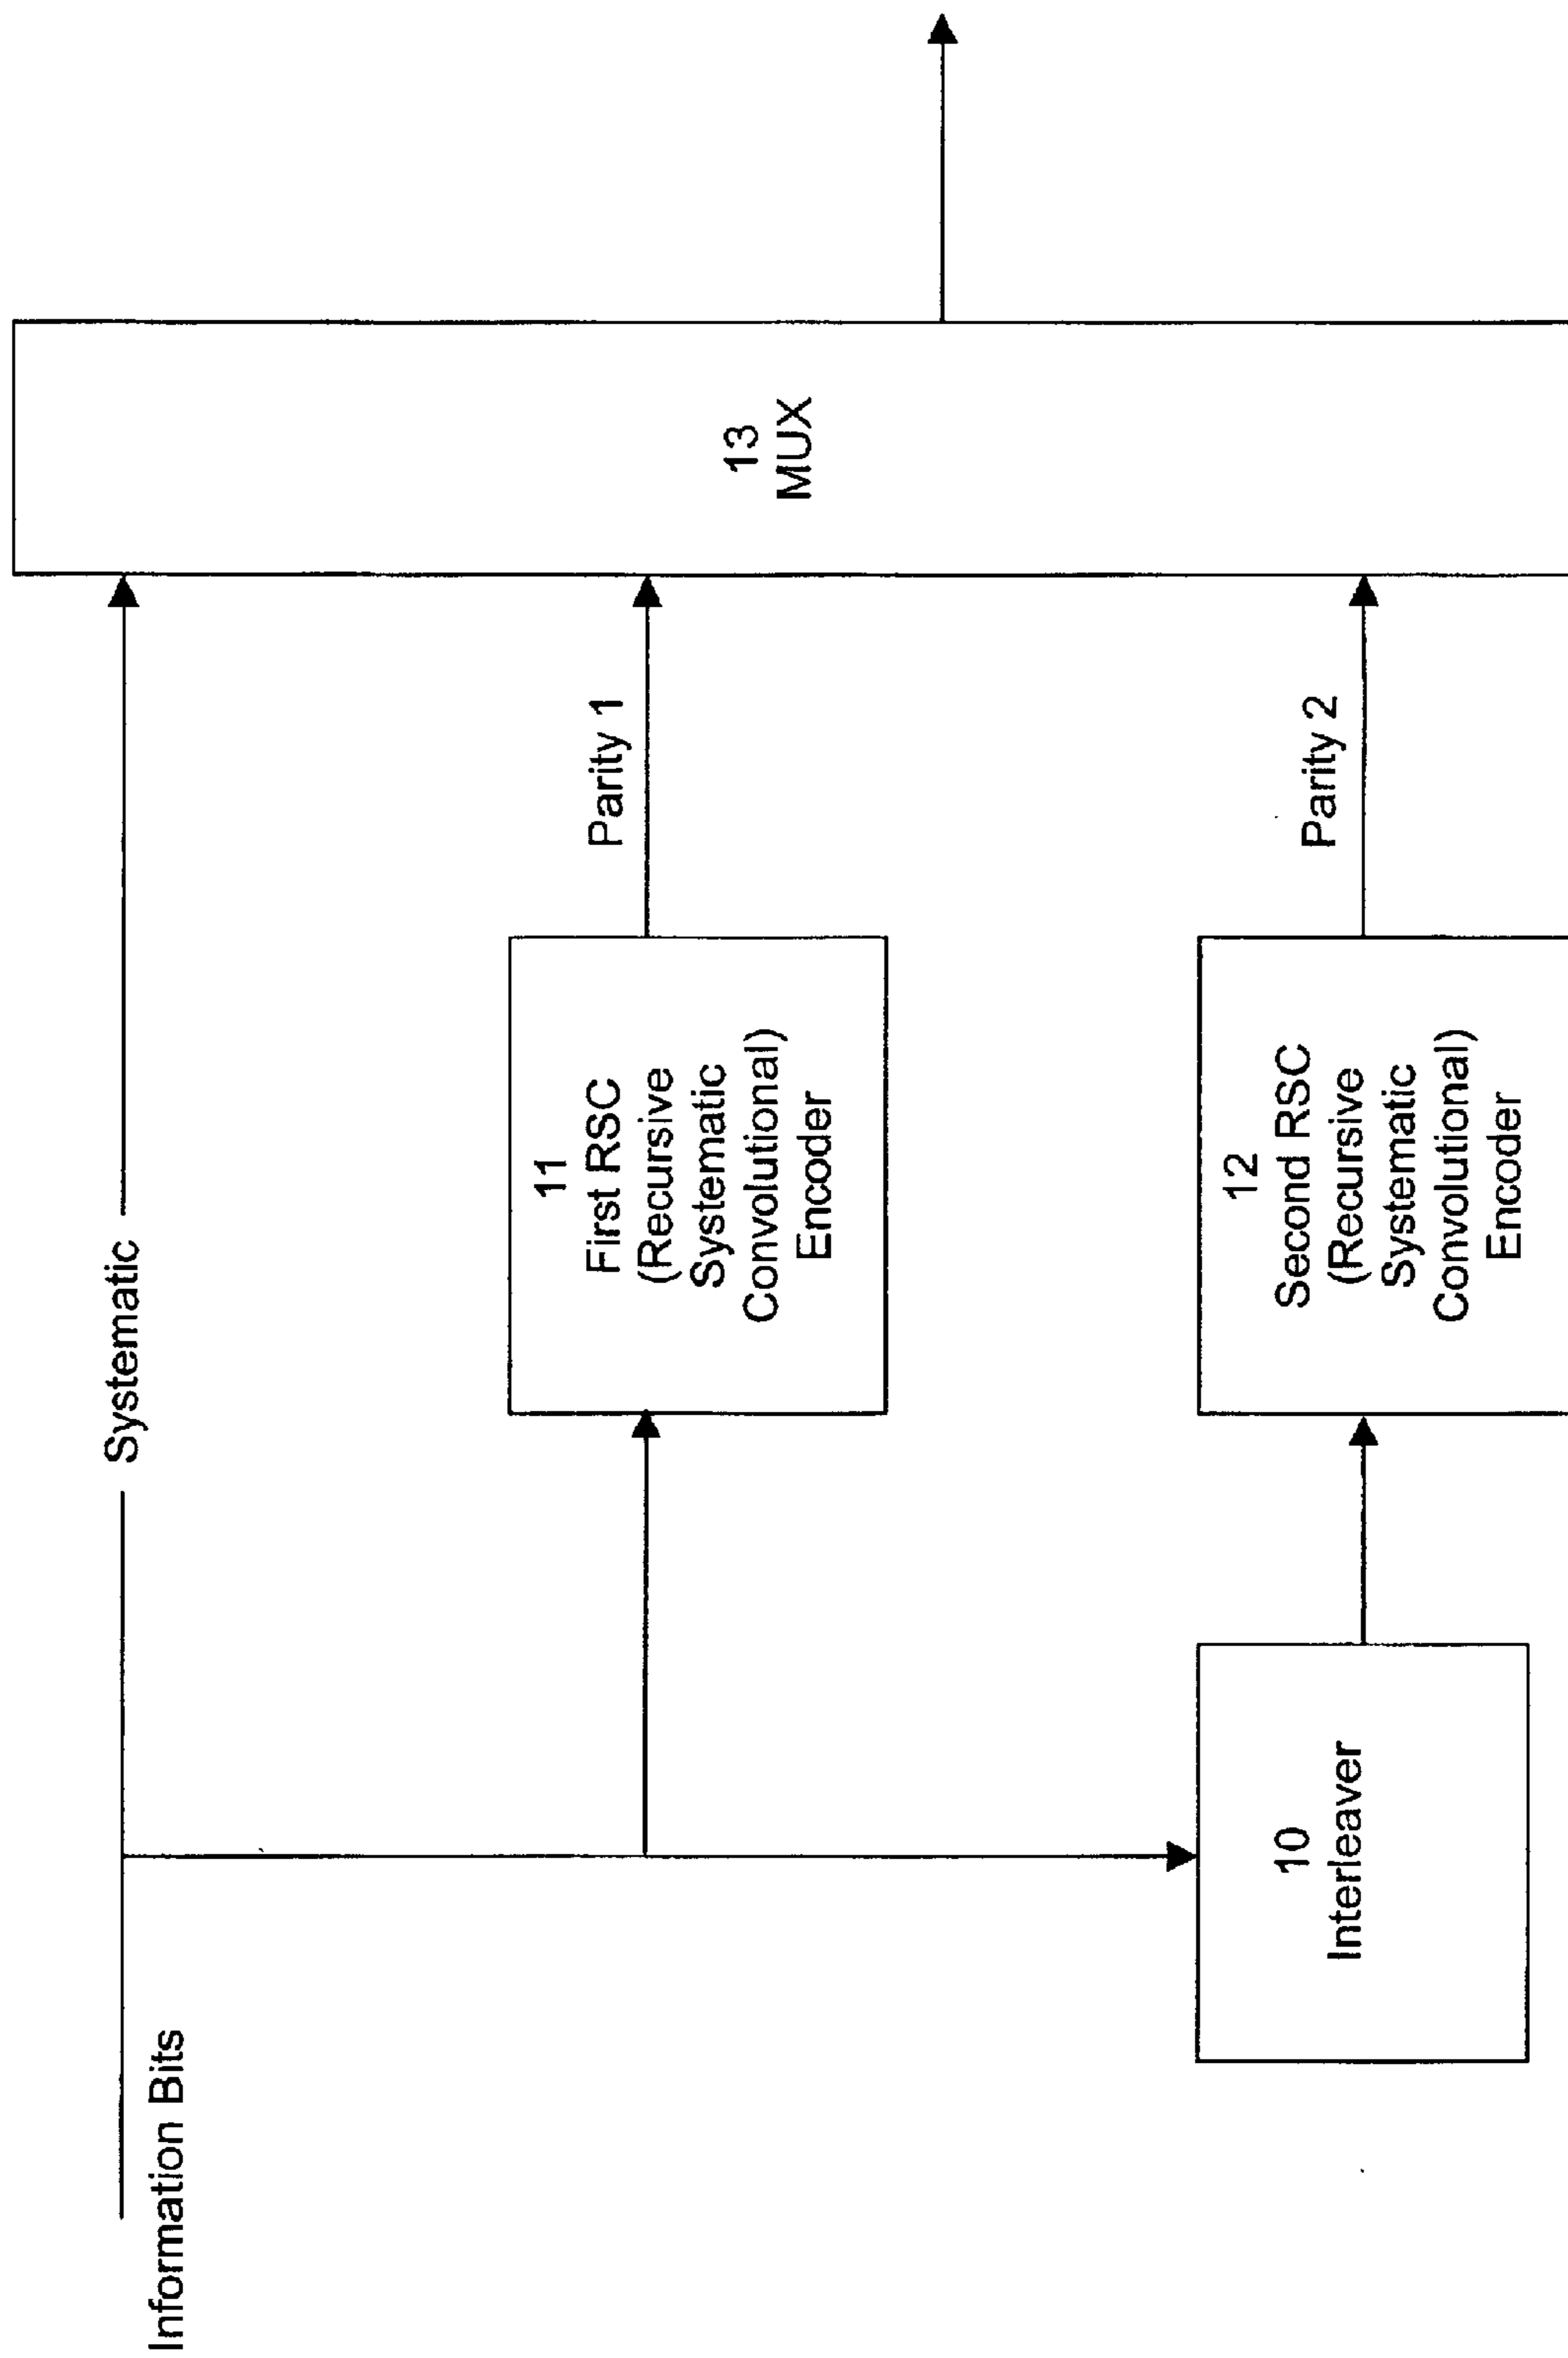 Information Bits
Systematic
10
Interleaver
11
First RSC
(Recursive
Systematic
Convolutional)
Encoder
12
Second RSC
(Recursive
Systematic
Convolutional)
Encoder
Parity 1
Parity 2
13
MUX